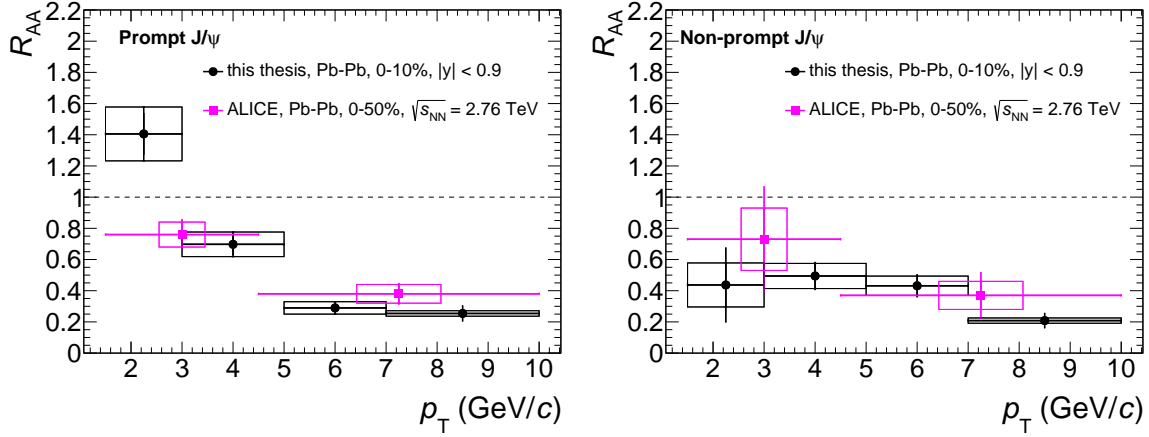 R_AA
2
1.8
1.6
1.4
1.2
1
0.8
0.6
0.4
0.2
0
Prompt J/ψ
this thesis, Pb-Pb, 0-10%, |y| < 0.9
ALICE, Pb-Pb, 0-50%, √s_NN = 2.76 TeV
2 3 4 5 6 7 8 9 10
p_T (GeV/c)
R_AA
2
1.8
1.6
1.4
1.2
1
0.8
0.6
0.4
0.2
0
Non-prompt J/ψ
this thesis, Pb-Pb, 0-10%, |y| < 0.9
ALICE, Pb-Pb, 0-50%, √s_NN = 2.76 TeV
2 3 4 5 6 7 8 9 10
p_T (GeV/c)